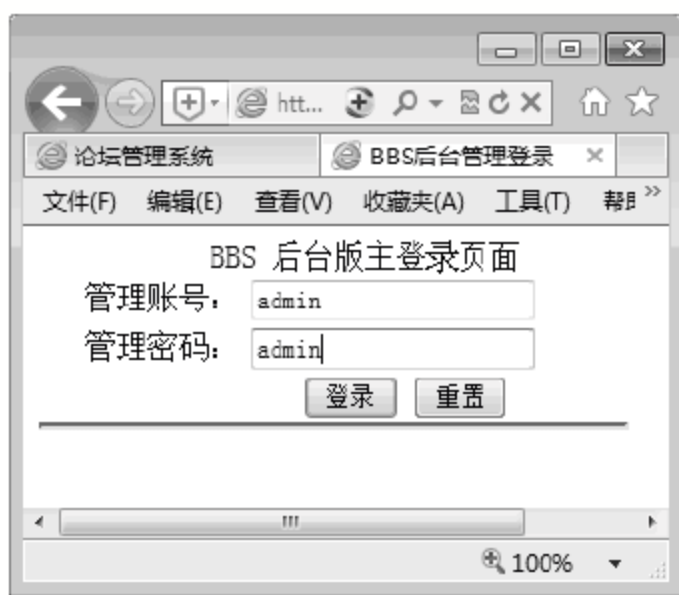 htt...
论坛管理系统 BBS后台管理登录
文件(F) 编辑(E) 查看(V) 收藏夹(A) 工具(T) 帮
BBS 后台版主登录页面
管理账号: admin
管理密码: admin
登录 重置
100%